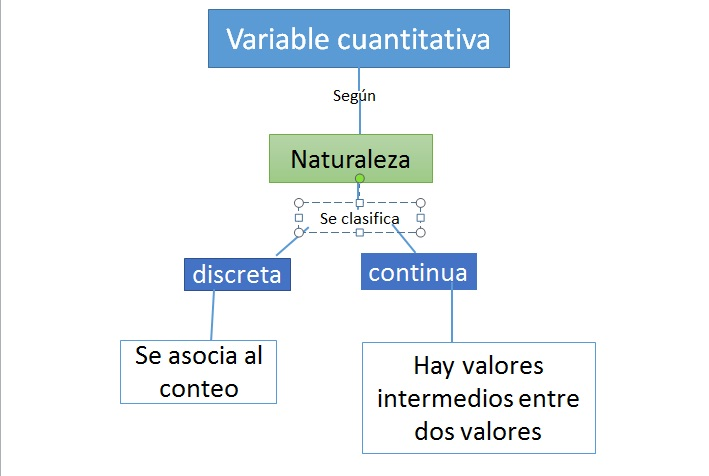 Variable cuantitativa
Según
Naturaleza
Se clasifica
discreta
continua
Se asocia al
conteo
Hay valores
intermedios entre
dos valores